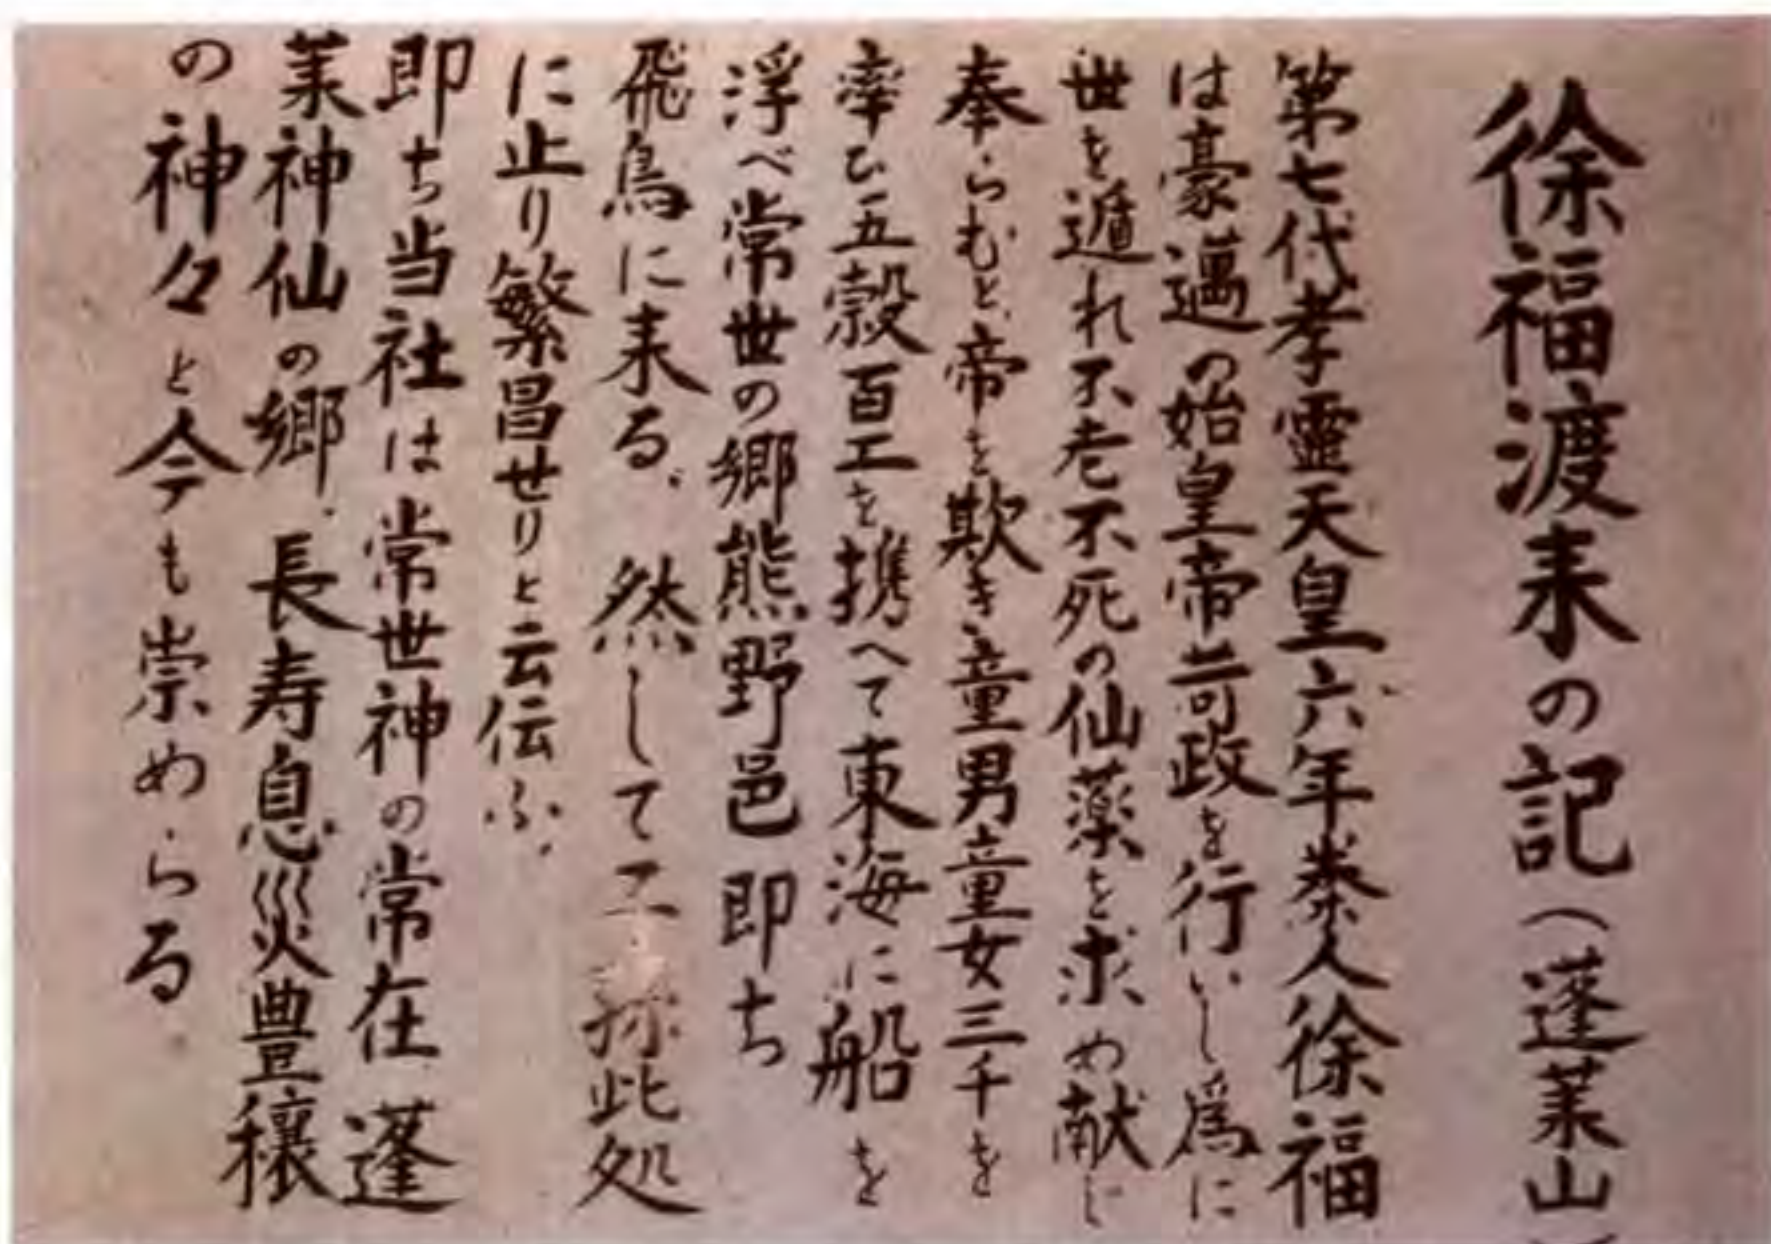 徐福渡来の記（蓬莱山
第七代孝霊天皇六年秦人徐福
は豪邁の始皇帝苛政を行いし為に
世を遁れ不老不死の仙薬を求め献じ
奉らむと、帝を欺き童男童女三千を
率ひ五穀百工を携へて東海に船を
浮べ常世の郷熊野邑即ち
飛鳥に来る。然して子孫此処
に止り繁昌せりと云伝ふ。
即ち当社は常世神の常在蓬
莱神仙の郷、長寿息災豊穣
の神々と今も崇めらる。